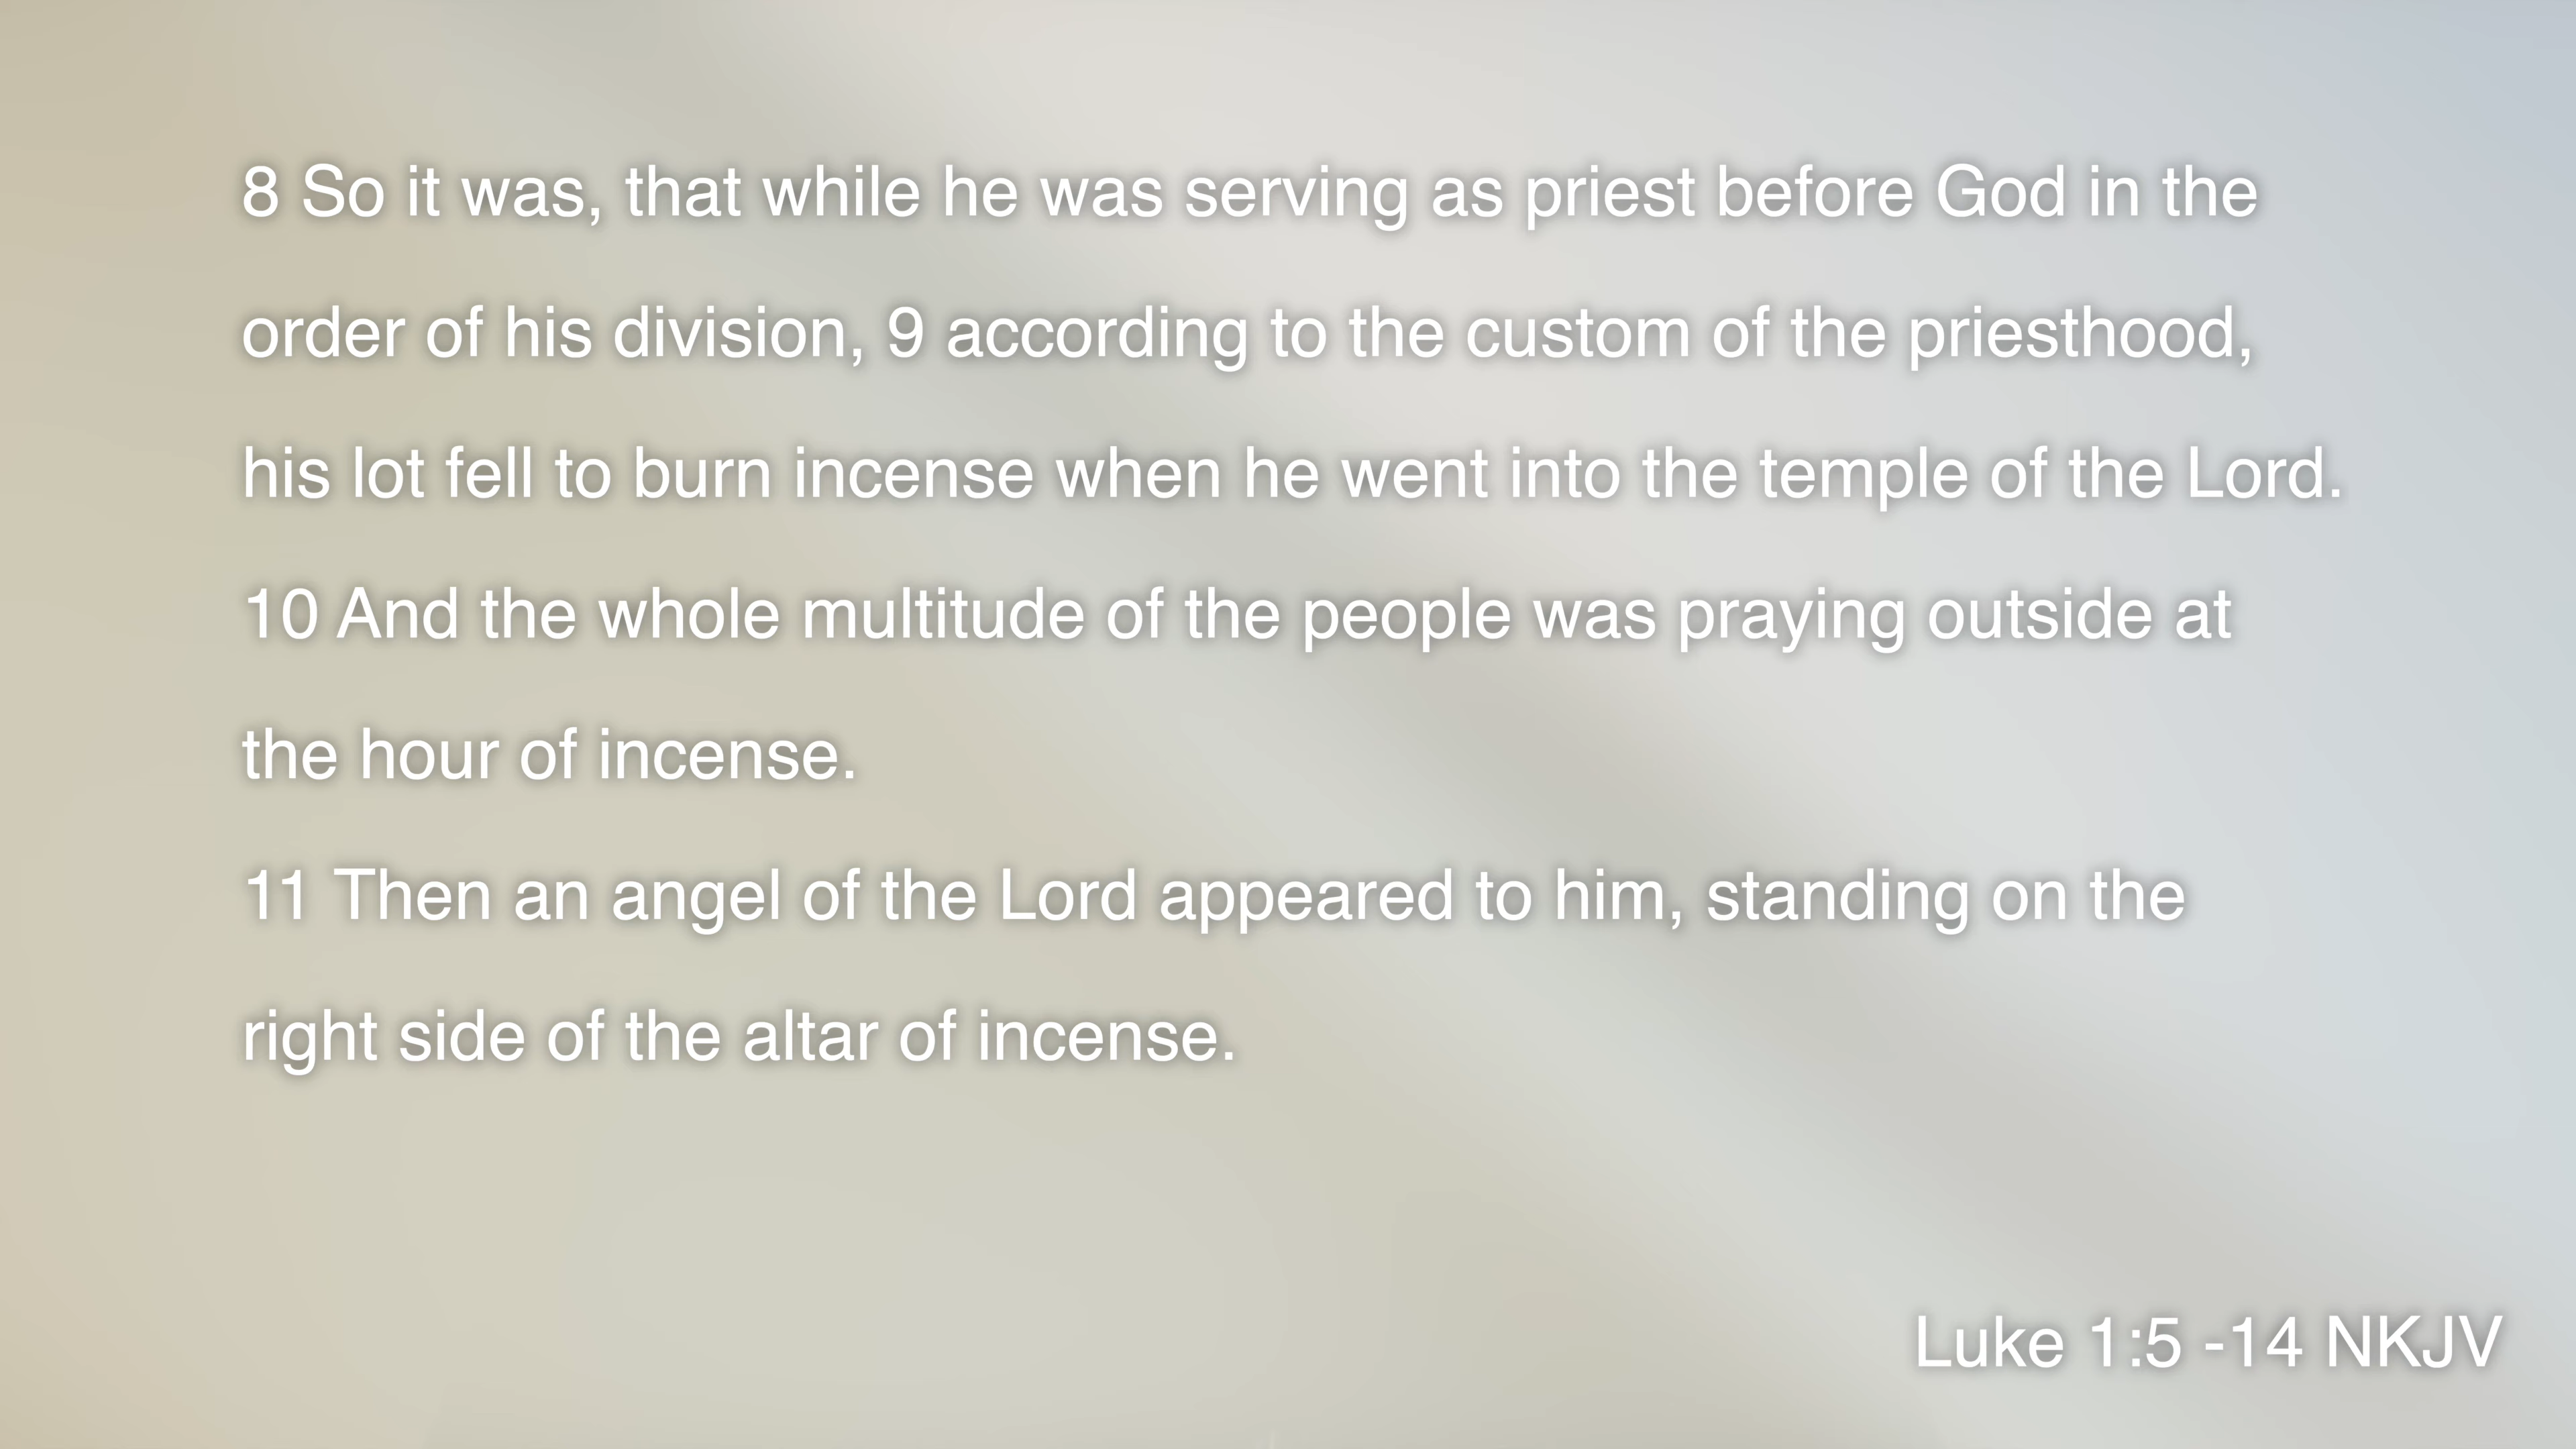 8 So it was, that while he was serving as priest before God in the
order of his division, 9 according to the custom of the priesthood,
his lot fell to burn incense when he went into the temple of the Lord.
10 And the whole multitude of the people was praying outside at
the hour of incense.
11 Then an angel of the Lord appeared to him, standing on the
right side of the altar of incense.
Luke 1:5 -14 NKJV